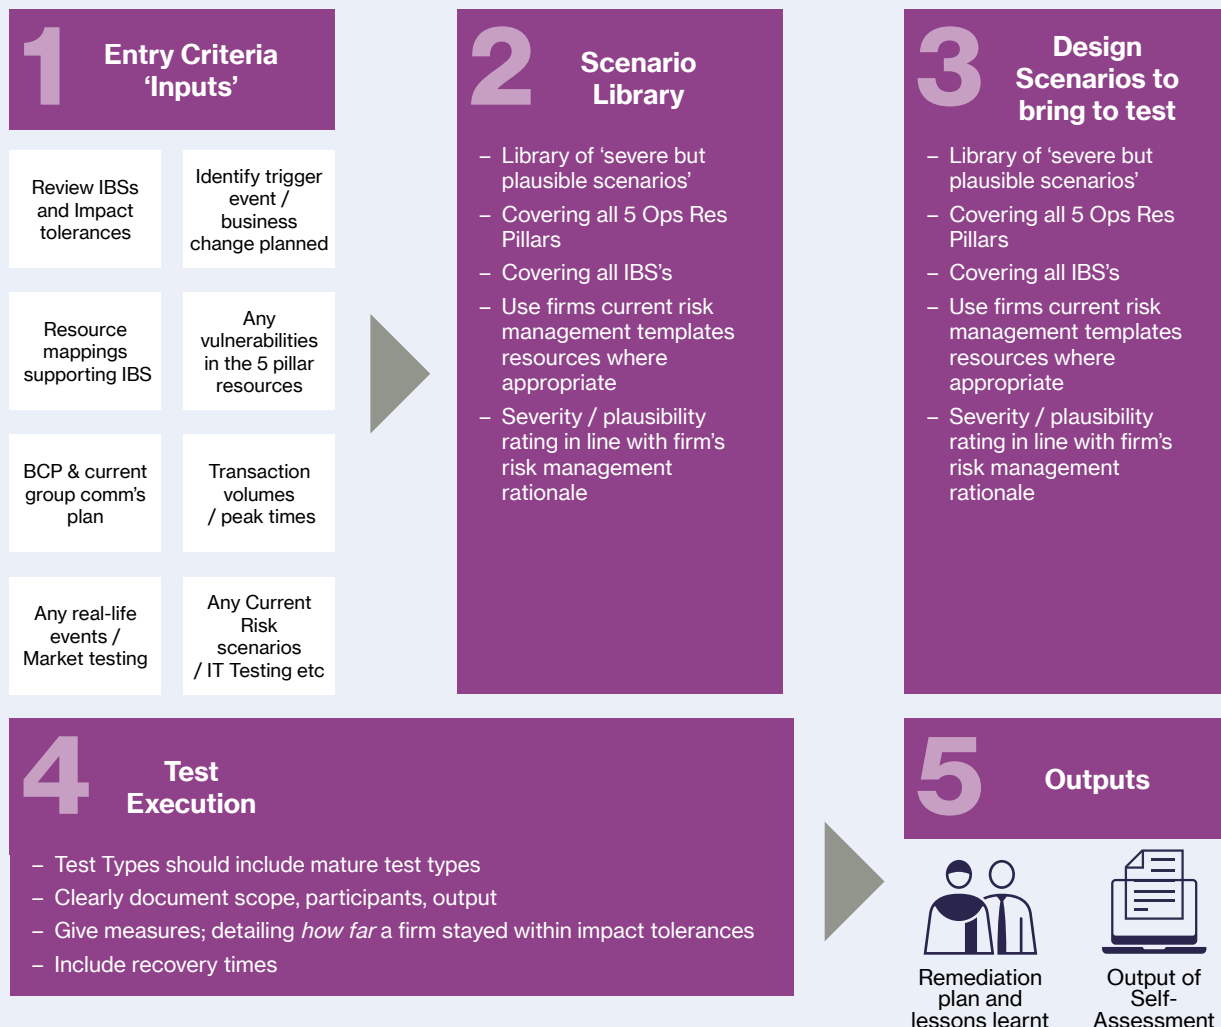 1
Entry Criteria
‘Inputs’
Review IBSs
and Impact
tolerances
Identify trigger
event /
business
change planned
Resource
mappings
supporting IBS
Any
vulnerabilities
in the 5 pillar
resources
BCP & current
group comm’s
plan
Transaction
volumes
/ peak times
Any real-life
events /
Market testing
Any Current
Risk
scenarios
/ IT Testing etc
2
Scenario
Library
– Library of ‘severe but
plausible scenarios’
– Covering all 5 Ops Res
Pillars
– Covering all IBS’s
– Use firms current risk
management templates
resources where
appropriate
– Severity / plausibility
rating in line with firm’s
risk management
rationale
3
Design
Scenarios to
bring to test
– Library of ‘severe but
plausible scenarios’
– Covering all 5 Ops Res
Pillars
– Covering all IBS’s
– Use firms current risk
management templates
resources where
appropriate
– Severity / plausibility
rating in line with firm’s
risk management
rationale
4
Test
Execution
– Test Types should include mature test types
– Clearly document scope, participants, output
– Give measures; detailing how far a firm stayed within impact tolerances
– Include recovery times
5
Outputs
Remediation
plan and
lessons learnt
Output of
Self-
Assessment